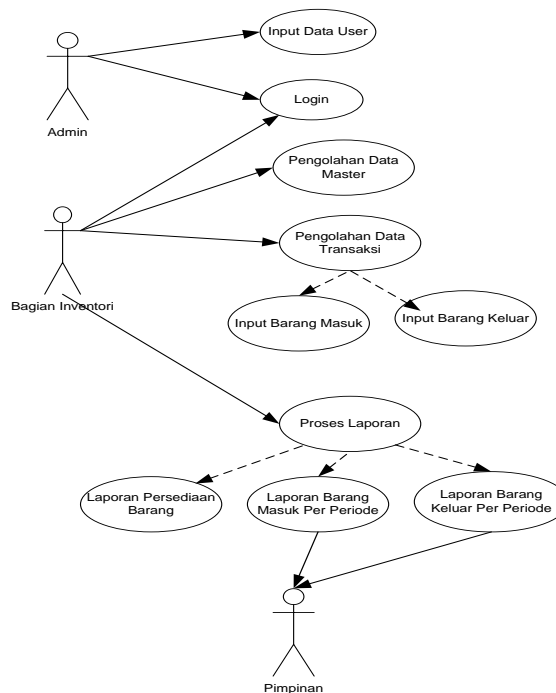 Input Data User
Admin
Login
Pengolahan Data
Master
Bagian Inventori
Pengolahan Data
Transaksi
Input Barang Masuk
Input Barang Keluar
Proses Laporan
Laporan Persediaan
Barang
Laporan Barang
Masuk Per Periode
Laporan Barang
Keluar Per Periode
Pimpinan